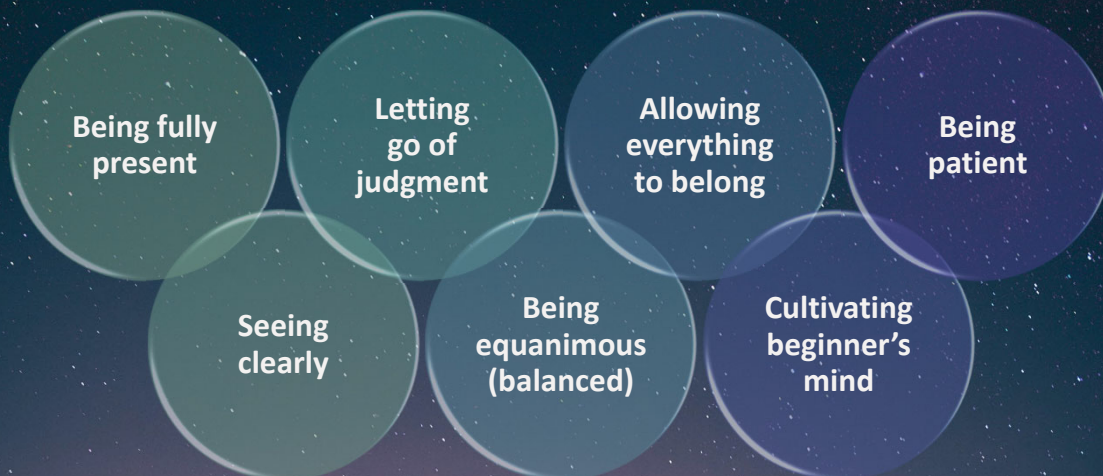 Being fully
present
Letting
go of
judgment
Allowing
everything
to belong
Being
patient
Seeing
clearly
Being
equanimous
(balanced)
Cultivating
beginner’s
mind